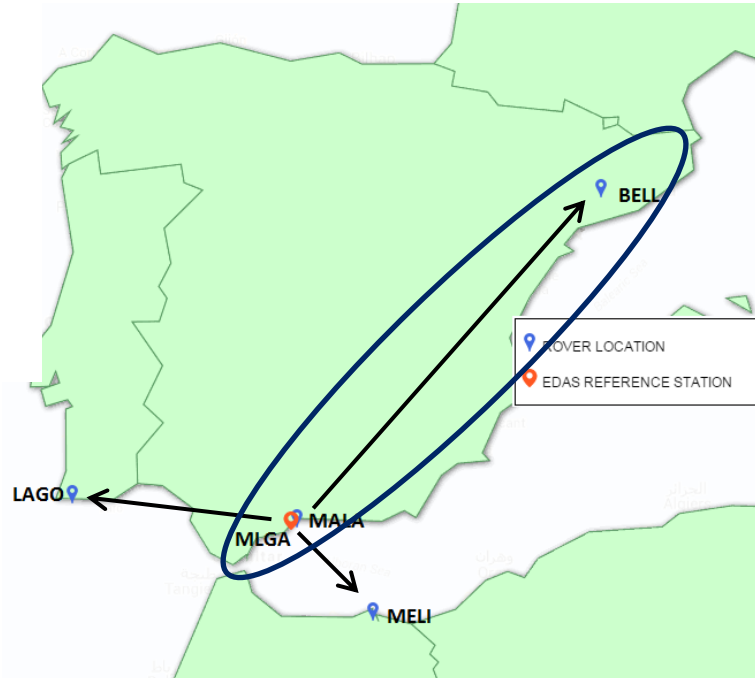 BELL
ROVER LOCATION
EDAS REFERENCE STATION
LAGO
MALA
MLGA
MELI